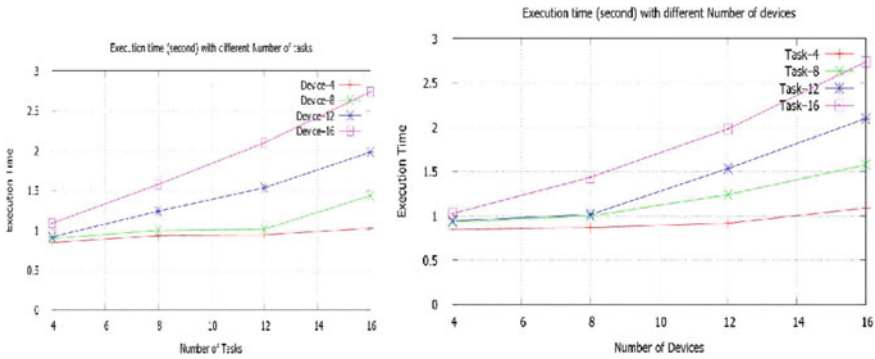 Execution time (second) with different Number of tasks
3
2.5
2
1.5
1
0.5
0
Execution Time
Device-4
Device-8
Device-12
Device-16
4
6
8
10
12
14
16
Number of Tasks
Execution time (second) with different Number of devices
3
2.5
2
1.5
1
0.5
0
Execution Time
Task-4
Task-8
Task-12
Task-16
4
6
8
10
12
14
16
Number of Devices